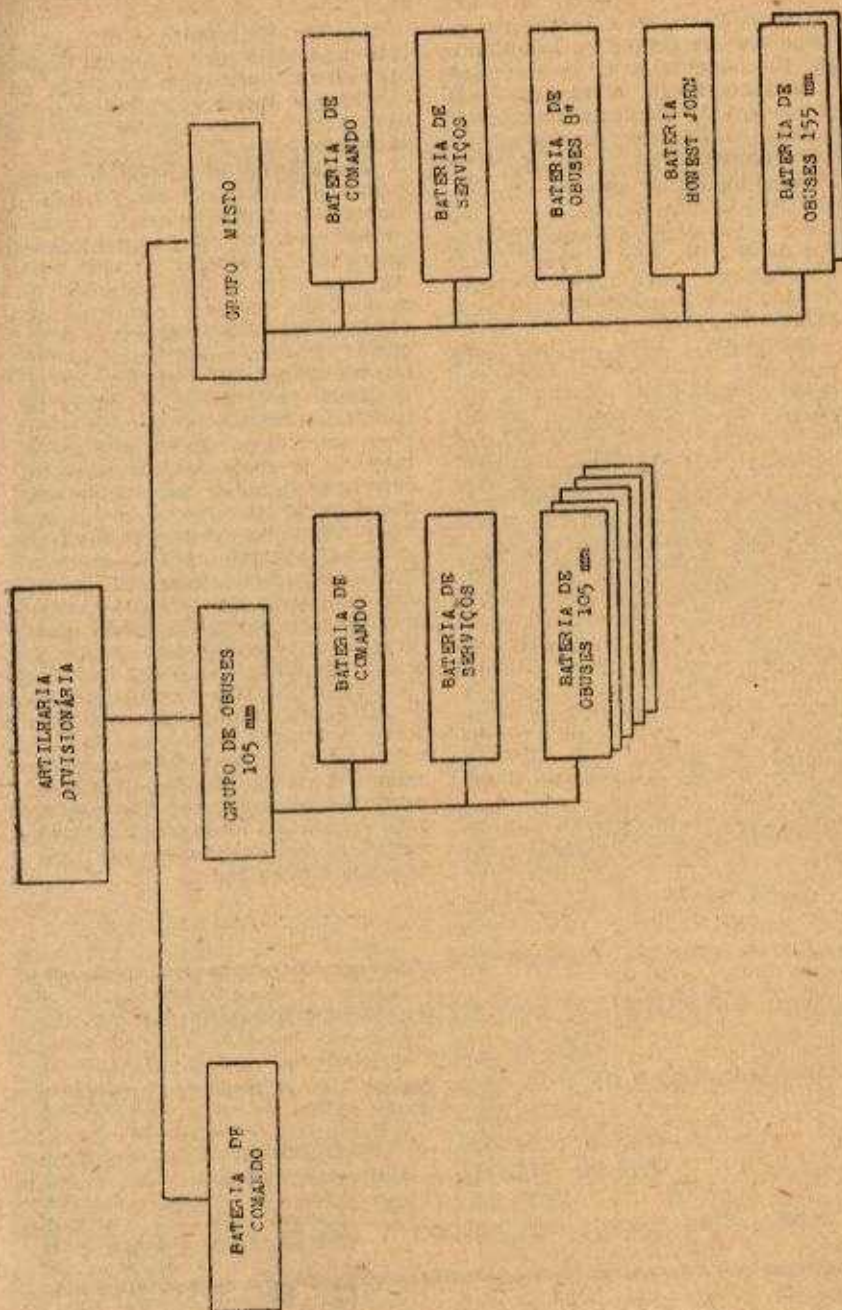 ARTILHARIA
DIVISIONÁRIA
BATERIA DE
COMANDO
GRUPO DE OBUSES
105 mm
BATERIA DE
COMANDO
BATERIA DE
SERVIÇOS
BATERIA DE
OBUSES 105 mm
GRUPO MISTO
BATERIA DE
COMANDO
BATERIA DE
SERVIÇOS
BATERIA DE
OBUSES 8"
BATERIA
HONEST JOHN
BATERIA DE
OBUSES 155 mm